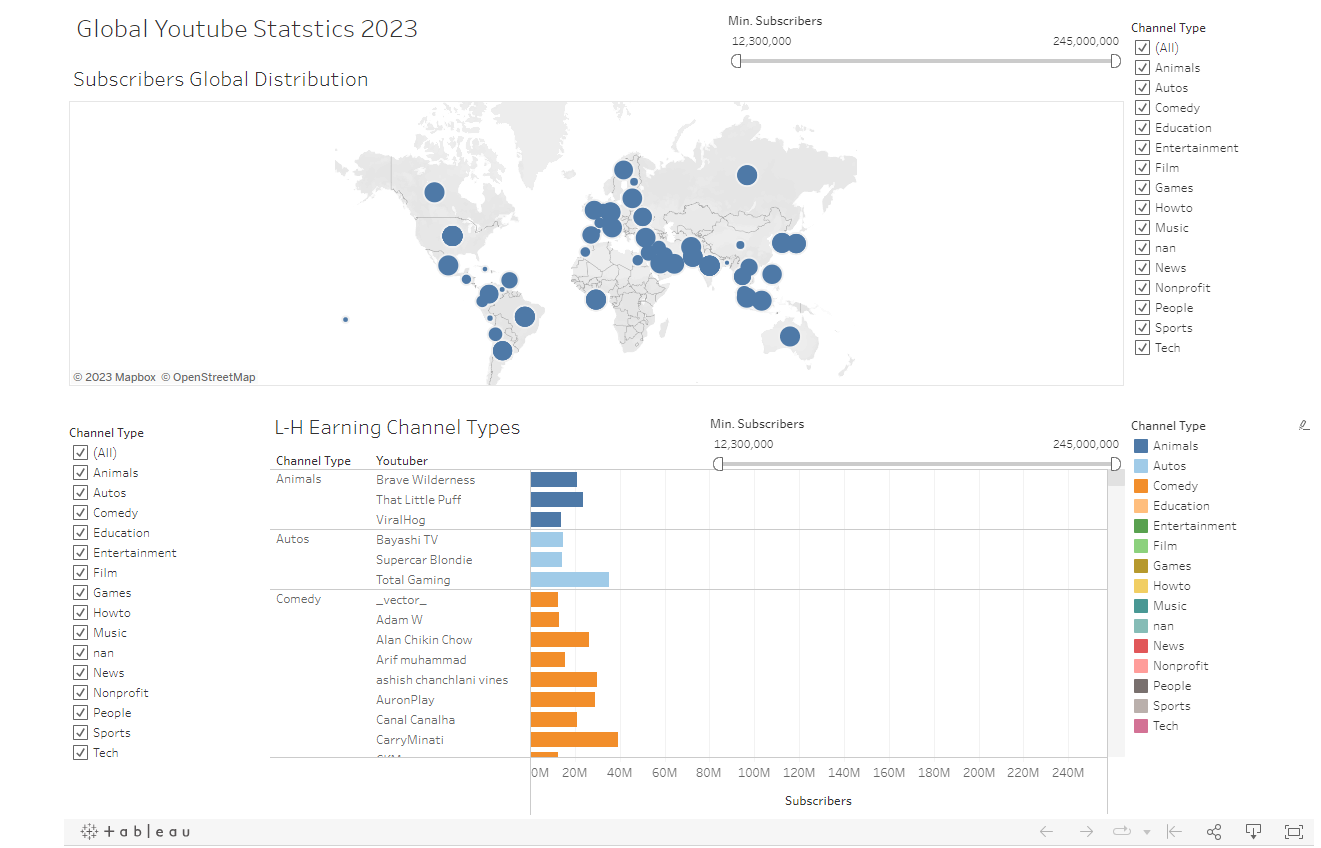 Global Youtube Statstics 2023
Min. Subscribers
12,300,000 245,000,000
Channel Type
(All)
Animals
Autos
Comedy
Education
Entertainment
Film
Games
Howto
Music
nan
News
Nonprofit
People
Sports
Tech
Subscribers Global Distribution
© 2023 Mapbox © OpenStreetMap
Channel Type
(All)
Animals
Autos
Comedy
Education
Entertainment
Film
Games
Howto
Music
nan
News
Nonprofit
People
Sports
Tech
L-H Earning Channel Types
Min. Subscribers
12,300,000 245,000,000
Channel Type Youtuber
Animals Brave Wilderness
That Little Puff
ViralHog
Autos Bayashi TV
Supercar Blondie
Total Gaming
Comedy _vector_
Adam W
Alan Chikin Chow
Arif muhammad
ashish chanchlani vines
AuronPlay
Canal Canalha
CarryMinati
0M 20M 40M 60M 80M 100M 120M 140M 160M 180M 200M 220M 240M
Subscribers
Channel Type
Animals
Autos
Comedy
Education
Entertainment
Film
Games
Howto
Music
nan
News
Nonprofit
People
Sports
Tech
+ a b l e a u